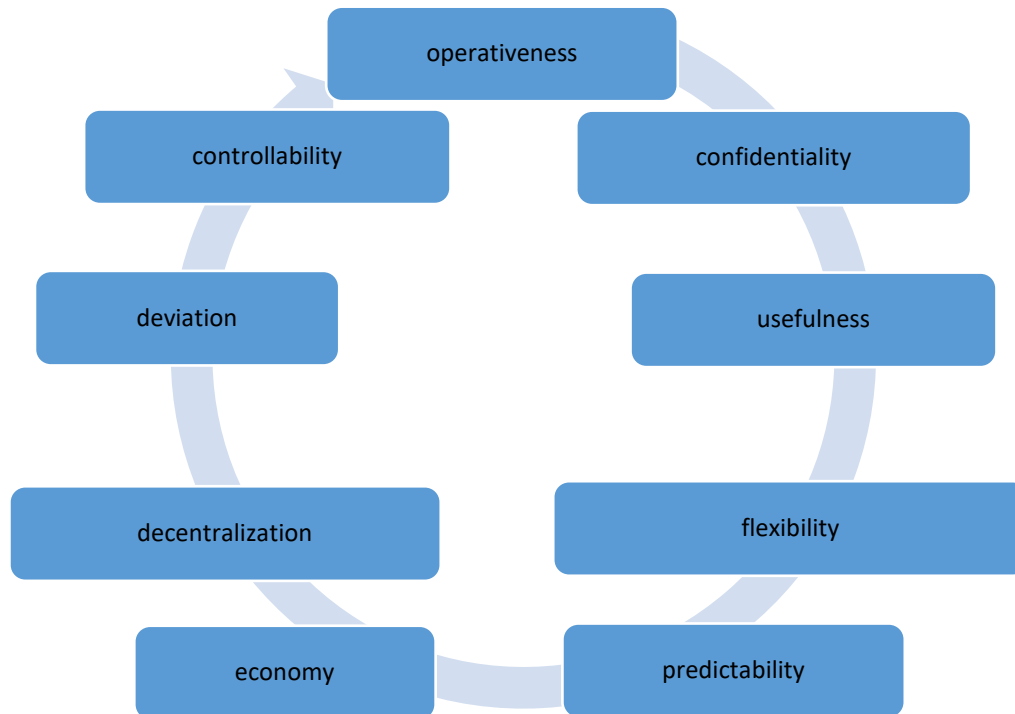 operativeness
confidentiality
usefulness
flexibility
predictability
economy
decentralization
deviation
controllability